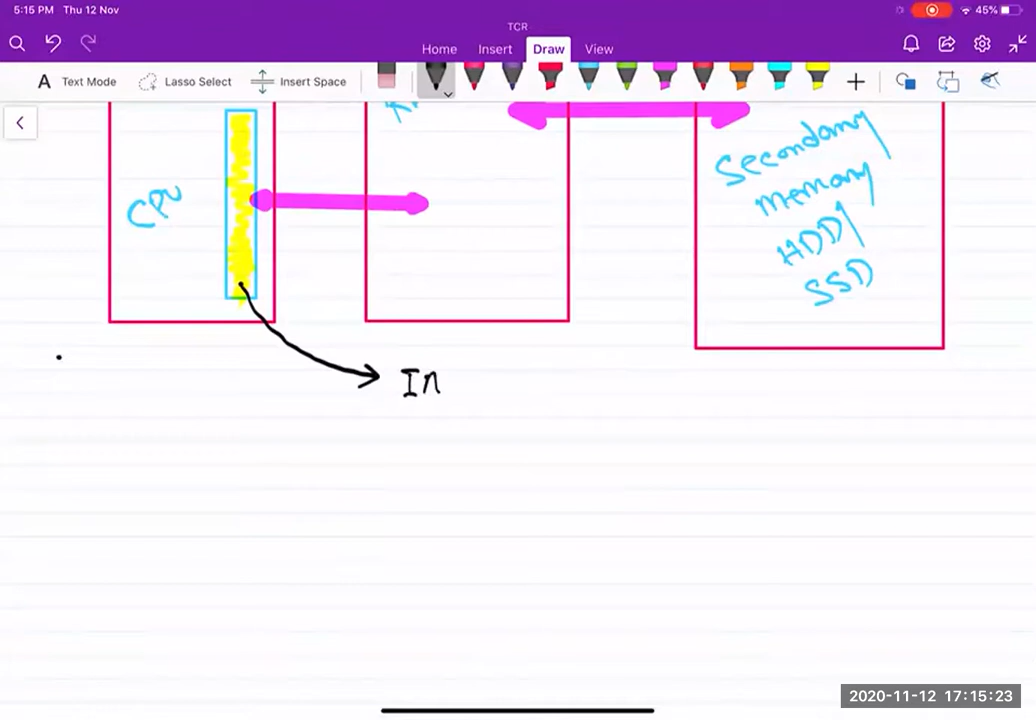 5:15 PM Thu 12 Nov
45%
TCR
Home Insert Draw View
A Text Mode Lasso Select Insert Space
CPU
Secondary
memory
HDD/
SSD
In
2020-11-12 17:15:23